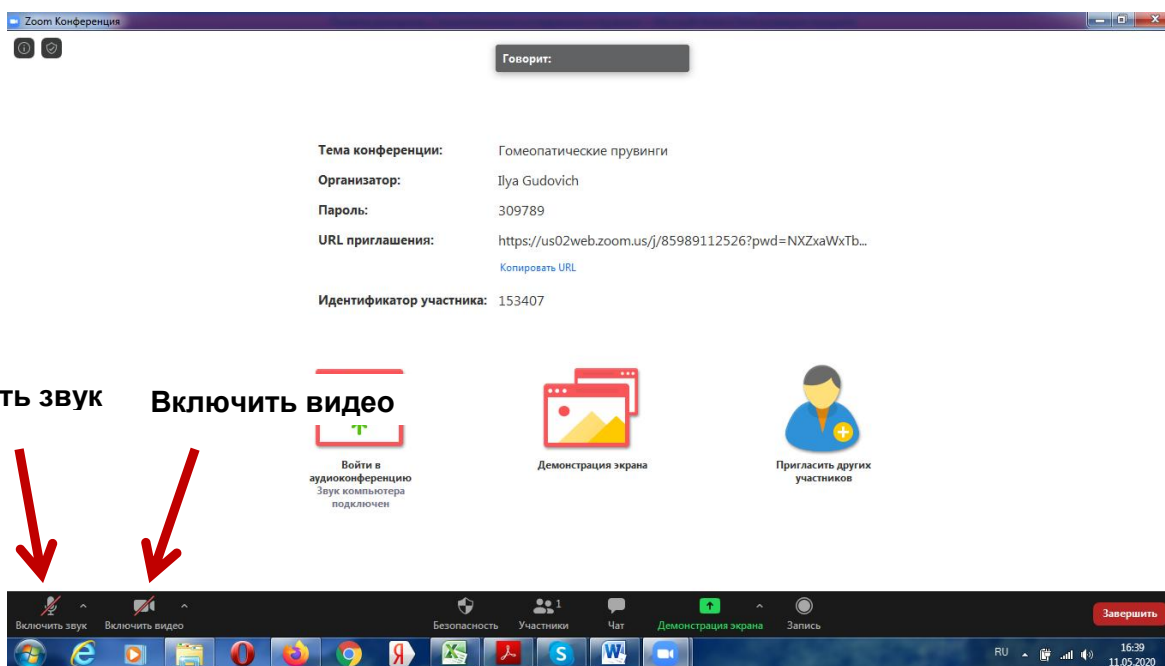 Zoom Конференция
Говорит:
Тема конференции: Гомеопатические прувинги
Организатор: Ilya Gudovich
Пароль: 309789
URL приглашения: https://us02web.zoom.us/j/85989112526?pwd=NXZxaWxTb...
Копировать URL
Идентификатор участника: 153407
ть звук Включить видео
Войти в
аудиоконференцию
Звук компьютера
подключен
Демонстрация экрана
Пригласить других
участников
Включить звук Включить видео Безопасность Участники 1 Чат Демонстрация экрана Запись Завершить
RU 16:39
11.05.2020